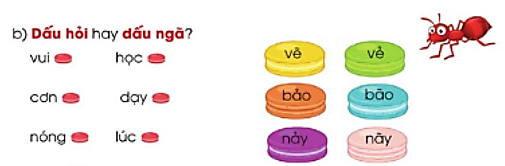 b) Dấu hỏi hay dấu ngã?
vui học vẽ vẻ
cơn dạy bảo bão
nóng lúc nảy nãy